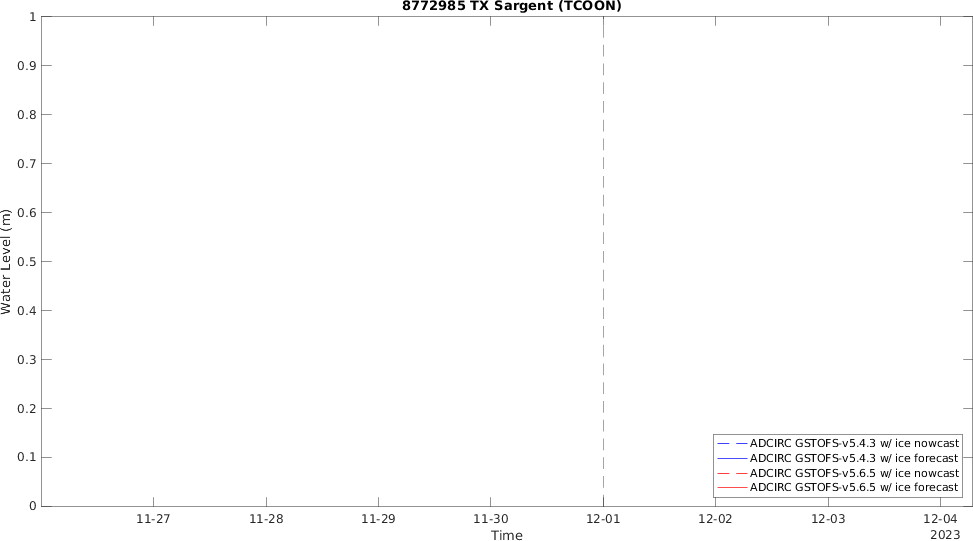 8772985 TX Sargent (TCOON)
Water Level (m)
1
0.9
0.8
0.7
0.6
0.5
0.4
0.3
0.2
0.1
0
ADCIRC GSTOFS-v5.4.3 w/ ice nowcast
ADCIRC GSTOFS-v5.4.3 w/ ice forecast
ADCIRC GSTOFS-v5.6.5 w/ ice nowcast
ADCIRC GSTOFS-v5.6.5 w/ ice forecast
11-27 11-28 11-29 11-30 12-01 12-02 12-03 12-04
Time
2023